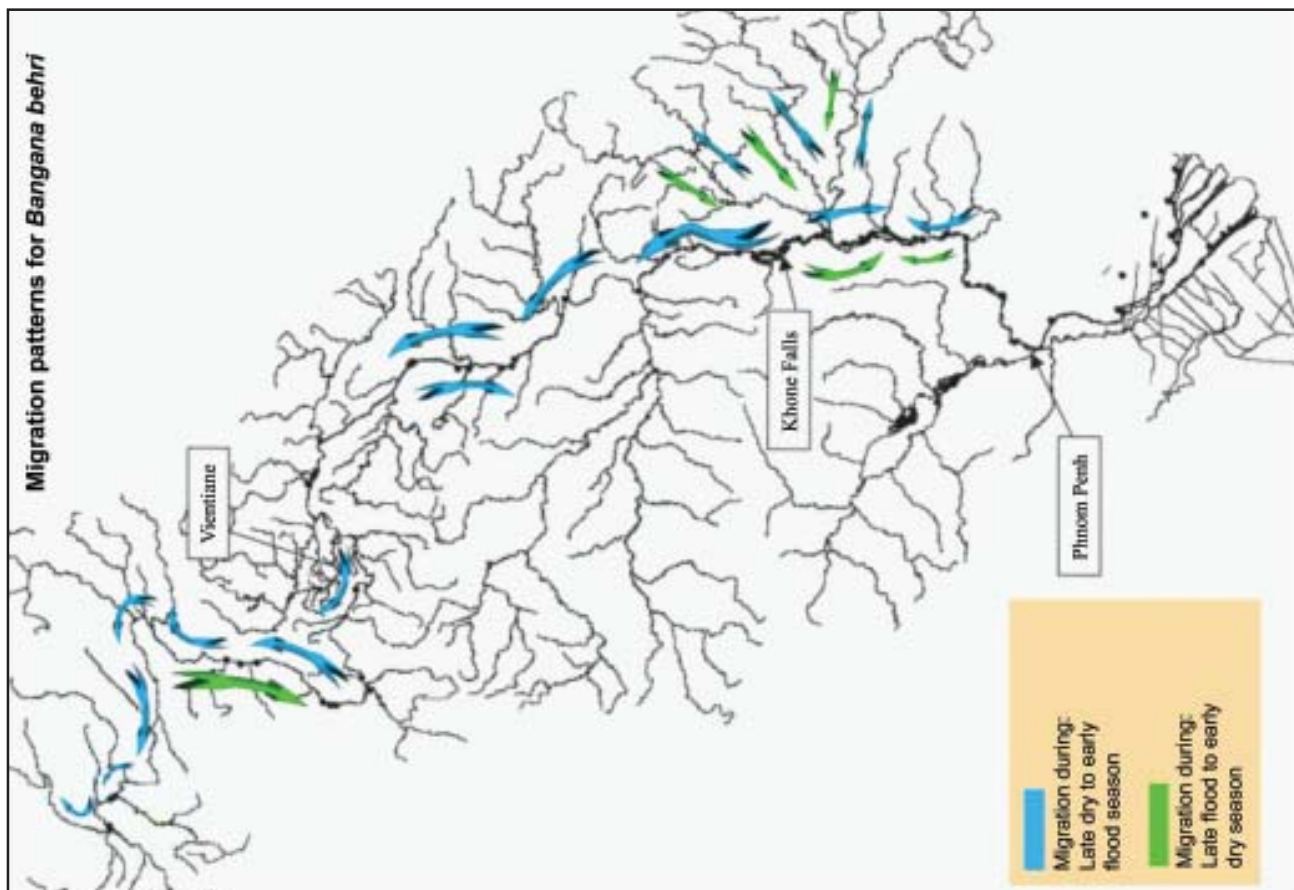 Migration patterns for Bangana behri
Vientiane
Khone Falls
Phnom Penh
Migration during:
Late dry to early
flood season
Migration during:
Late flood to early
dry season